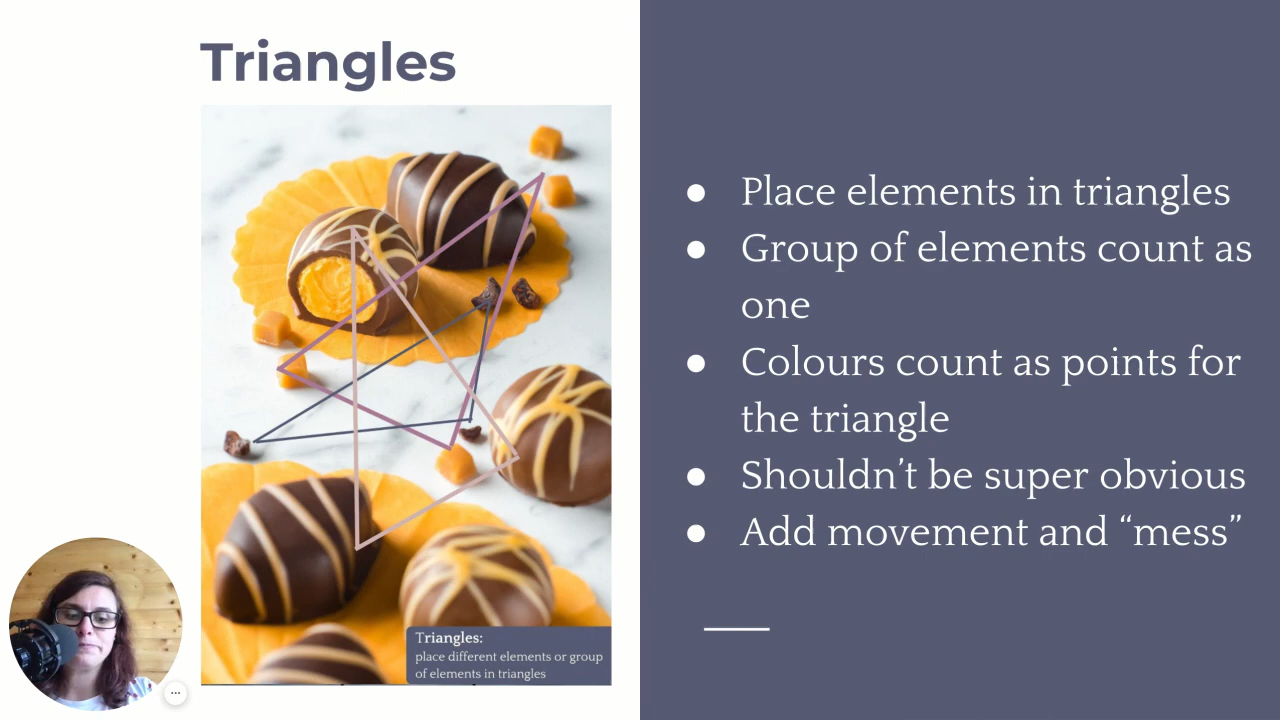 Triangles
Place elements in triangles
Group of elements count as
one
Colours count as points for
the triangle
Shouldn’t be super obvious
Add movement and “mess”
Triangles:
place different elements or group
of elements in triangles